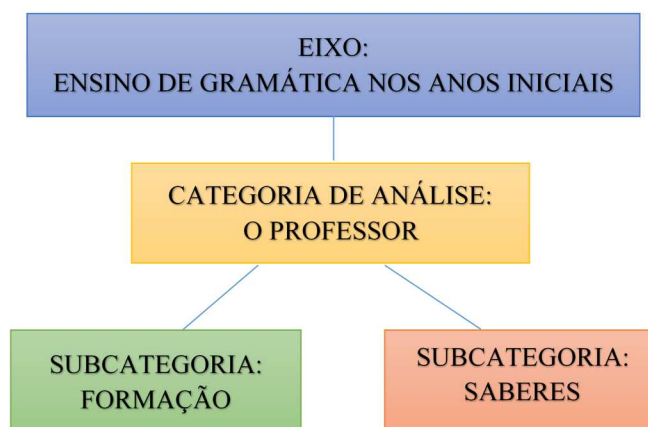 EIXO:
ENSINO DE GRAMÁTICA NOS ANOS INICIAIS
CATEGORIA DE ANÁLISE:
O PROFESSOR
SUBCATEGORIA:
FORMAÇÃO
SUBCATEGORIA:
SABERES